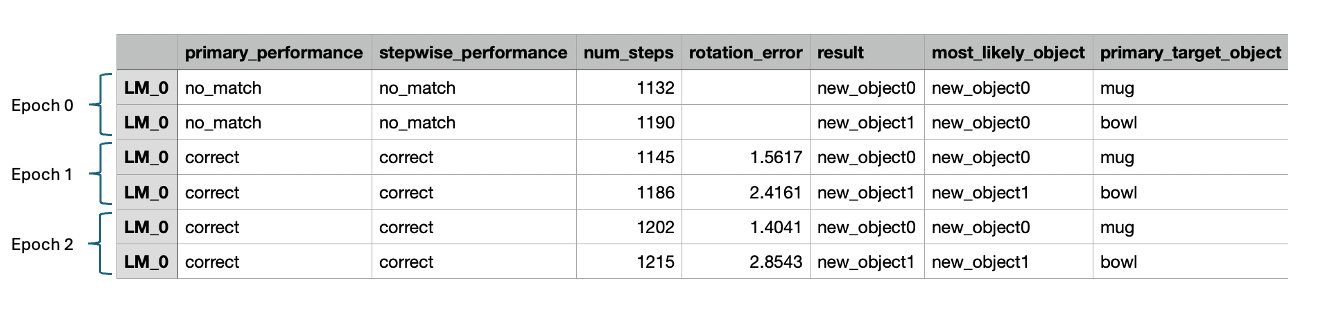 primary_performance stepwise_performance num_steps rotation_error result most_likely_object primary_target_object
Epoch 0
LM_0 no_match no_match 1132 new_object0 new_object0 mug
LM_0 no_match no_match 1190 new_object1 new_object0 bowl
Epoch 1
LM_0 correct correct 1145 1.5617 new_object0 new_object0 mug
LM_0 correct correct 1186 2.4161 new_object1 new_object1 bowl
Epoch 2
LM_0 correct correct 1202 1.4041 new_object0 new_object0 mug
LM_0 correct correct 1215 2.8543 new_object1 new_object1 bowl